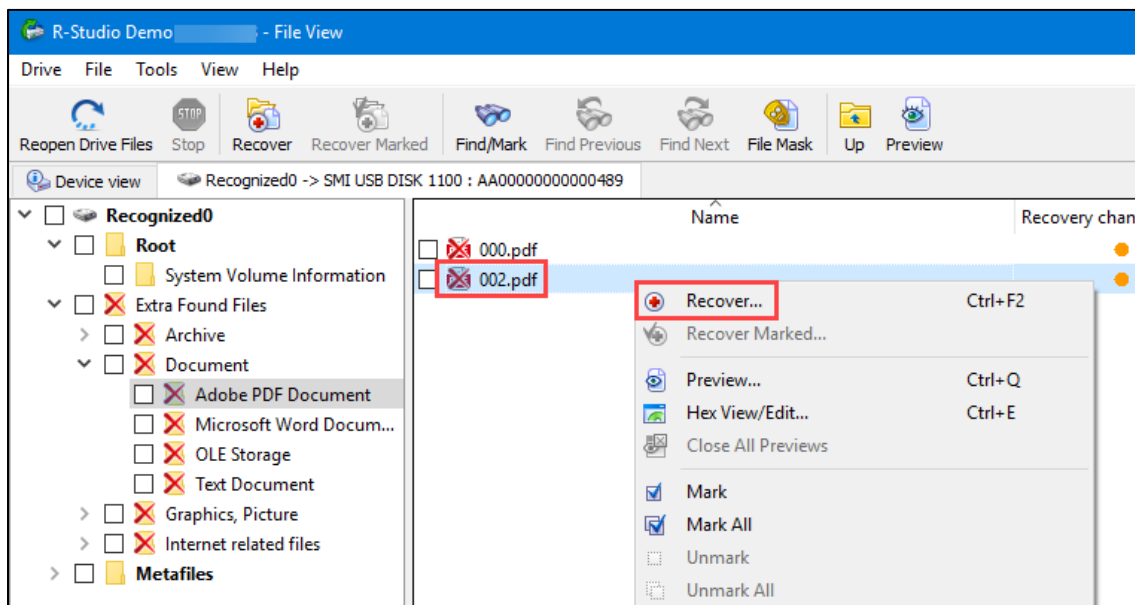 R-Studio Demo - File View
Drive File Tools View Help
STOP
Reopen Drive Files Stop Recover Recover Marked Find/Mark Find Previous Find Next File Mask Up Preview
Device view Recognized0 -> SMI USB DISK 1100 : AA00000000000489
Recognized0
Root
System Volume Information
Extra Found Files
Archive
Document
Adobe PDF Document
Microsoft Word Docum...
OLE Storage
Text Document
Graphics, Picture
Internet related files
Metafiles
Name Recovery chan
000.pdf
002.pdf
Recover... Ctrl+F2
Recover Marked...
Preview... Ctrl+Q
Hex View/Edit... Ctrl+E
Close All Previews
Mark
Mark All
Unmark
Unmark All